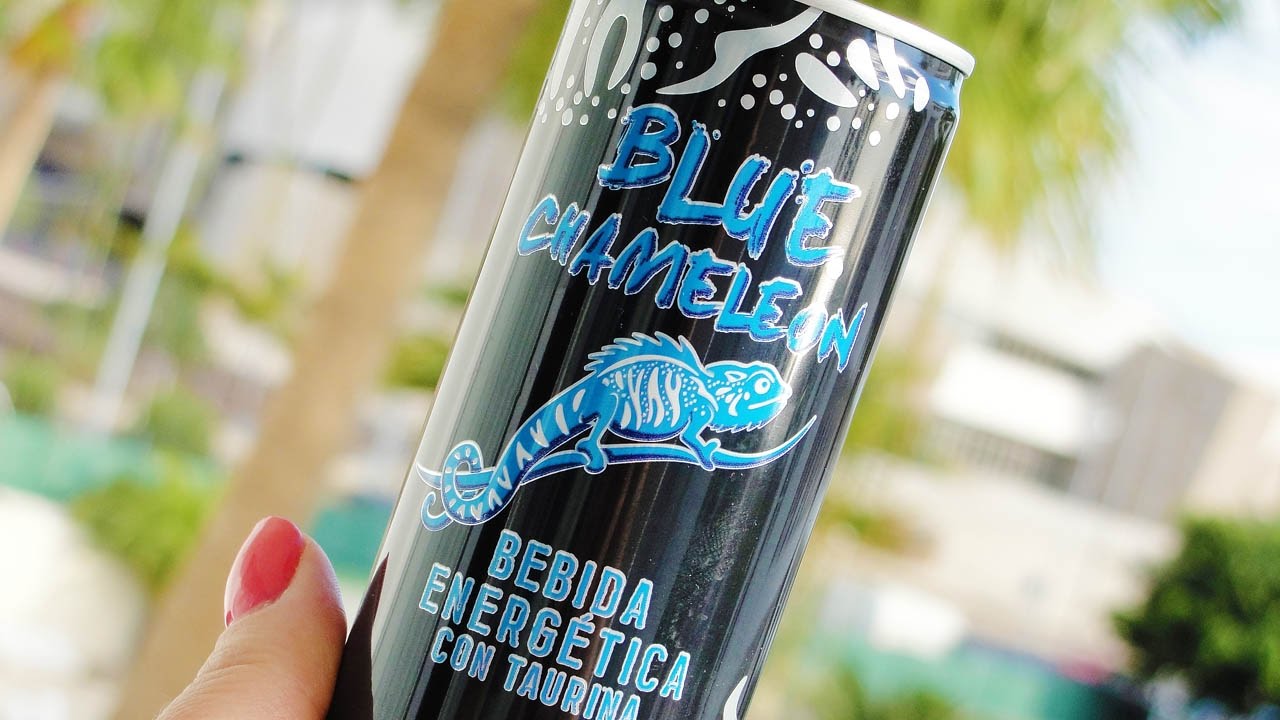 BLUE
CHAMELEON
BEBIDA
ENERGÉTICA
CON TAURINA